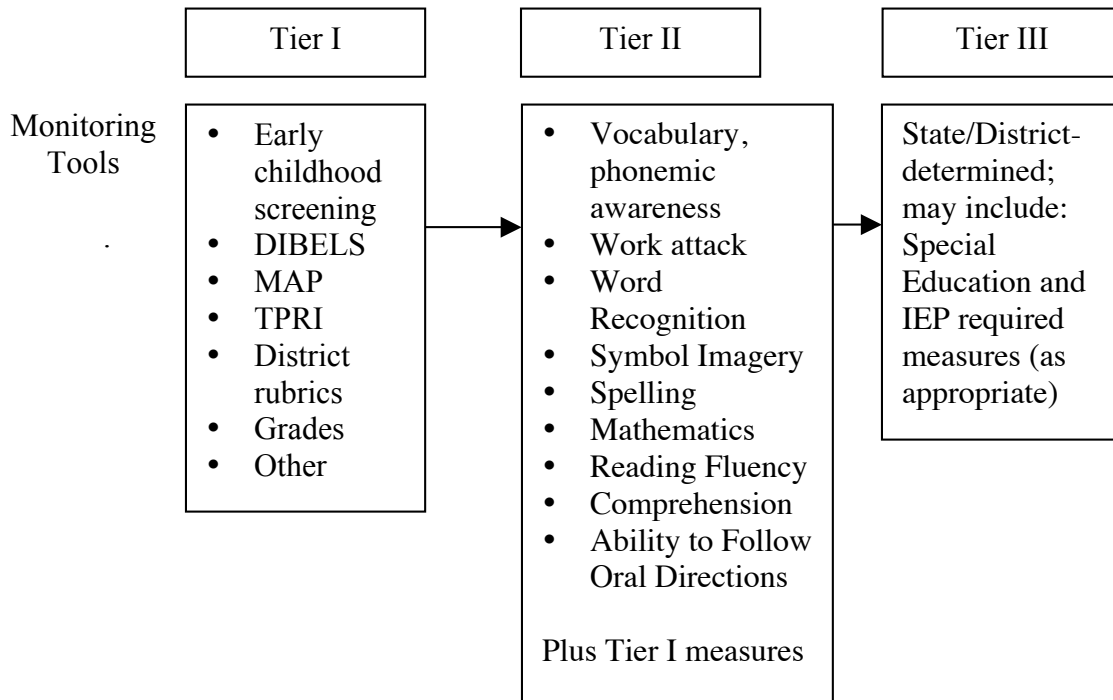 Tier I
Tier II
Tier III
Monitoring
Tools
.
• Early
childhood
screening
• DIBELS
• MAP
• TPRI
• District
rubrics
• Grades
• Other
• Vocabulary,
phonemic
awareness
• Work attack
• Word
Recognition
• Symbol Imagery
• Spelling
• Mathematics
• Reading Fluency
• Comprehension
• Ability to Follow
Oral Directions
Plus Tier I measures
State/District-
determined;
may include:
Special
Education and
IEP required
measures (as
appropriate)